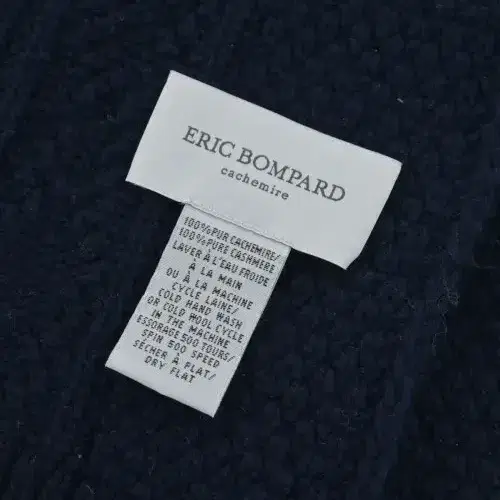 ERIC BOMPARD
cachemire
100%PUR CACHEMIRE/
100%PURE CASHMERE
LAVER À L'EAU FROIDE
À LA MAIN
OU À LA MACHINE
CYCLE LAINE/
COLD HAND WASH
OR COLD WOOL CYCLE
IN THE MACHINE
ESSORAGE 500 TOURS/
SPIN 500 SPEED
SÉCHER À PLAT/
DRY FLAT